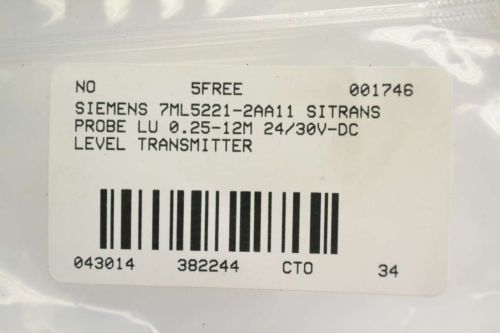 NO 5FREE 001746
SIEMENS 7ML5221-2AA11 SITRANS
PROBE LU 0.25-12M 24/30V-DC
LEVEL TRANSMITTER
043014 382244 CTO 34